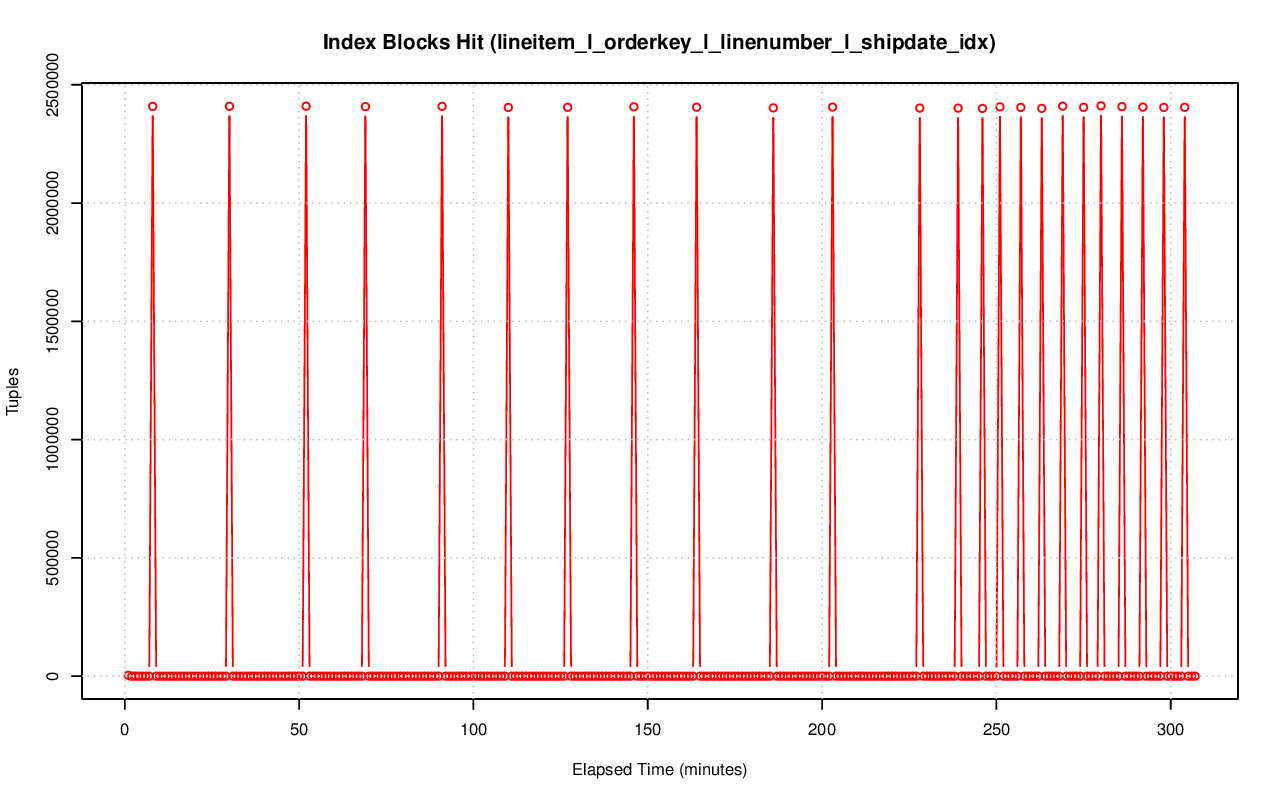 Index Blocks Hit (lineitem_l_orderkey_l_linenumber_l_shipdate_idx)
2500000
2000000
1500000
1000000
500000
0
Tuples
0 50 100 150 200 250 300
Elapsed Time (minutes)